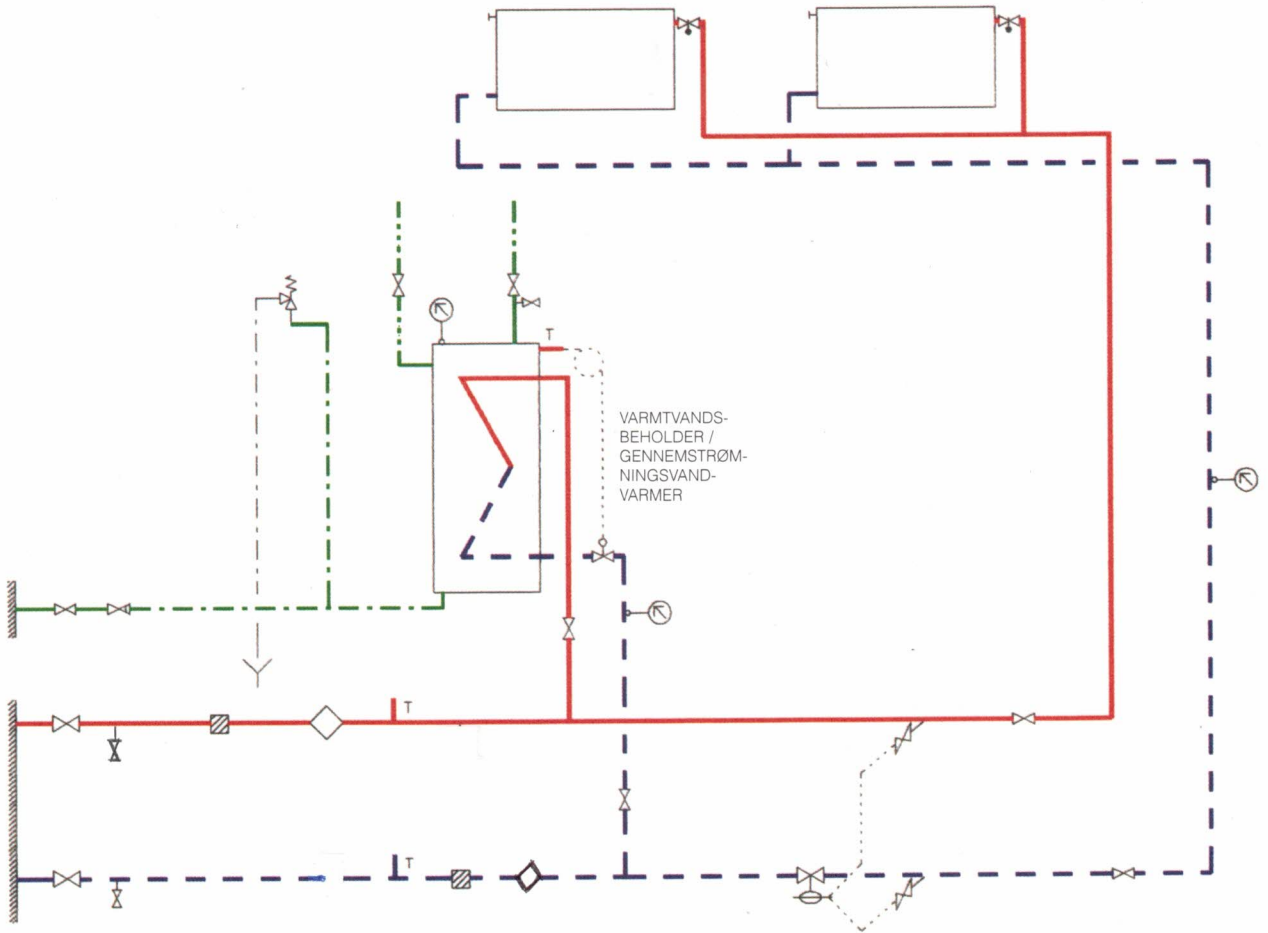 T
VARMTVANDS-
BEHOLDER /
GENNEMSTRØM-
NINGSVAND-
VARMER
T
T